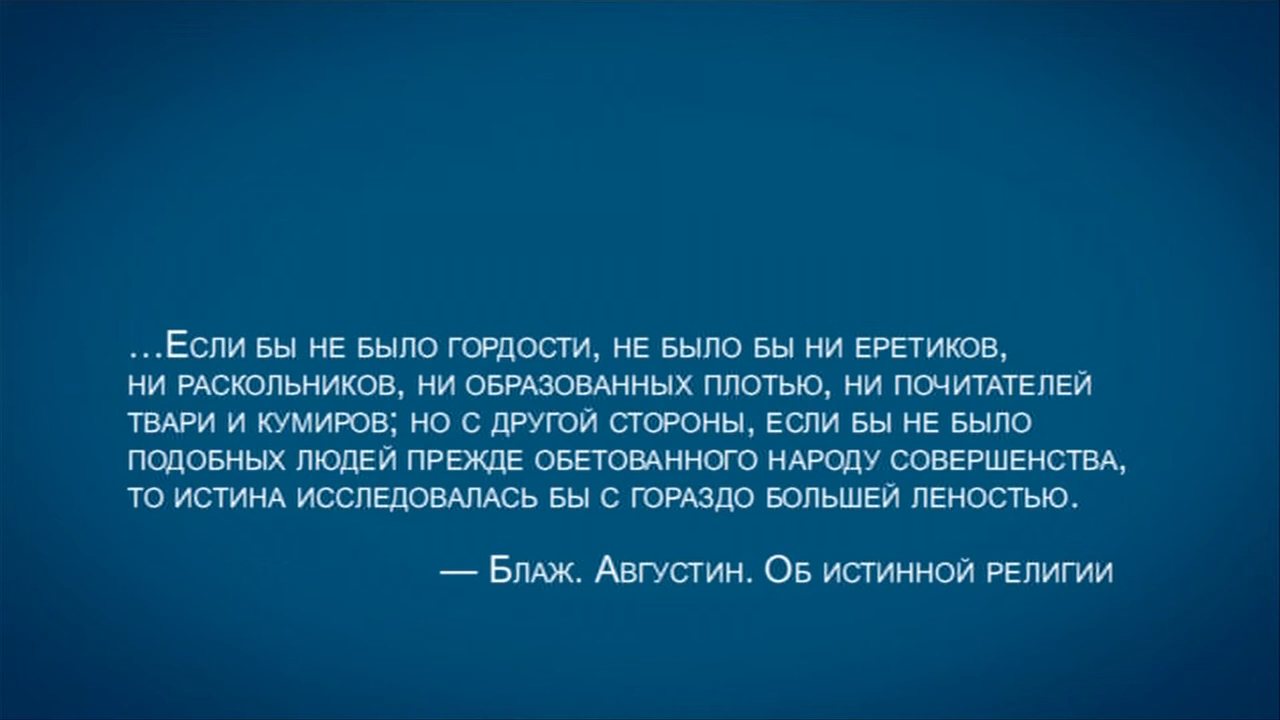 …Если бы не было гордости, не было бы ни еретиков,
ни раскольников, ни образованных плотью, ни почитателей
твари и кумиров; но с другой стороны, если бы не было
подобных людей прежде обетованного народу совершенства,
то истина исследовалась бы с гораздо большей леностью.
— Блаж. Августин. Об истинной религии